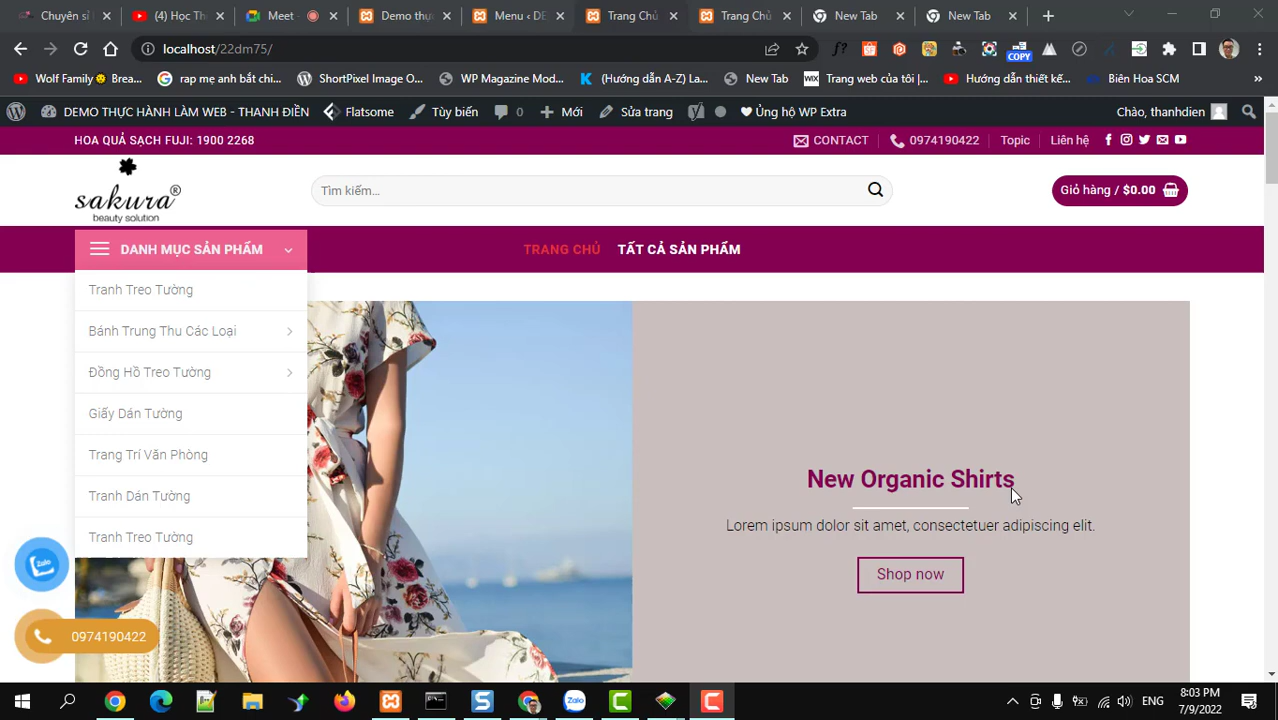 Chuyên sỉ
(4) Học Th
Meet -
Demo thự
Menu ‹ DE
Trang Chủ
Trang Chủ
New Tab
New Tab
localhost/22dm75/
Wolf Family Brea...
rap mẹ anh bắt chi...
ShortPixel Image O...
WP Magazine Mod...
(Hướng dẫn A-Z) La...
New Tab
WIX
Trang web của tôi |...
Hướng dẫn thiết kế...
Biên Hoa SCM
»
COPY
DEMO THỰC HÀNH LÀM WEB - THANH ĐIỀN
Flatsome
Tùy biến
0
Mới
Sửa trang
Ủng hộ WP Extra
Chào, thanhdien
HOA QUẢ SẠCH FUJI: 1900 2268
CONTACT
0974190422
Topic
Liên hệ
sakura®
beauty solution
Tìm kiếm...
Giỏ hàng / $0.00
DANH MỤC SẢN PHẨM
TRANG CHỦ
TẤT CẢ SẢN PHẨM
Tranh Treo Tường
Bánh Trung Thu Các Loại
Đồng Hồ Treo Tường
Giấy Dán Tường
Trang Trí Văn Phòng
Tranh Dán Tường
Tranh Treo Tường
New Organic Shirts
Lorem ipsum dolor sit amet, consectetuer adipiscing elit.
Shop now
Zalo
0974190422
ENG
8:03 PM
7/9/2022